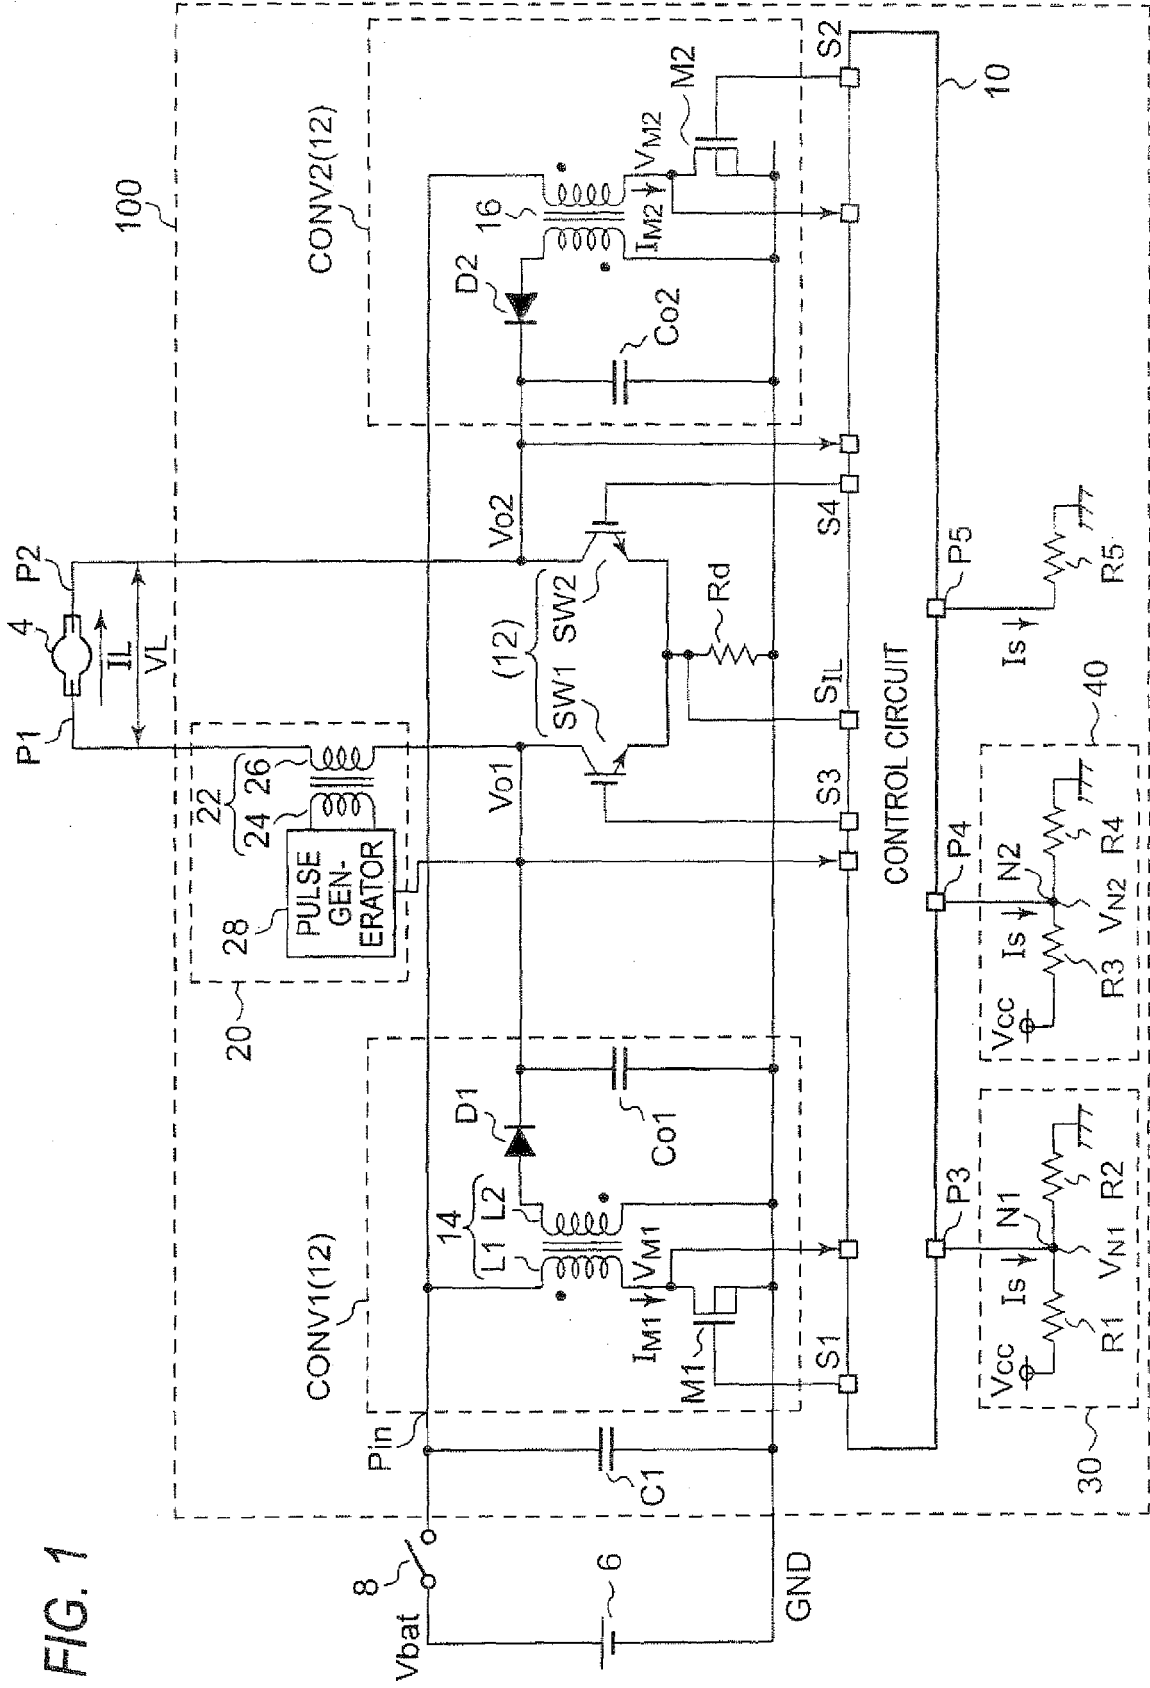 FIG. 1
100
4
P1
P2
IL
VL
22
24
26
PULSE
GEN-
ERATOR
28
20
CONV1(12)
CONV2(12)
Vbat
8
6
GND
Pin
C1
14
L1
L2
D1
Co1
IM1
VM1
M1
Vo1
Vo2
(12)
SW1
SW2
Rd
D2
16
Co2
IM2
VM2
M2
S1
S3
SIL
S4
S2
CONTROL CIRCUIT
10
P3
P4
P5
Vcc
Is
N1
R1
VN1
R2
30
Vcc
Is
N2
R3
VN2
R4
40
Is
R5